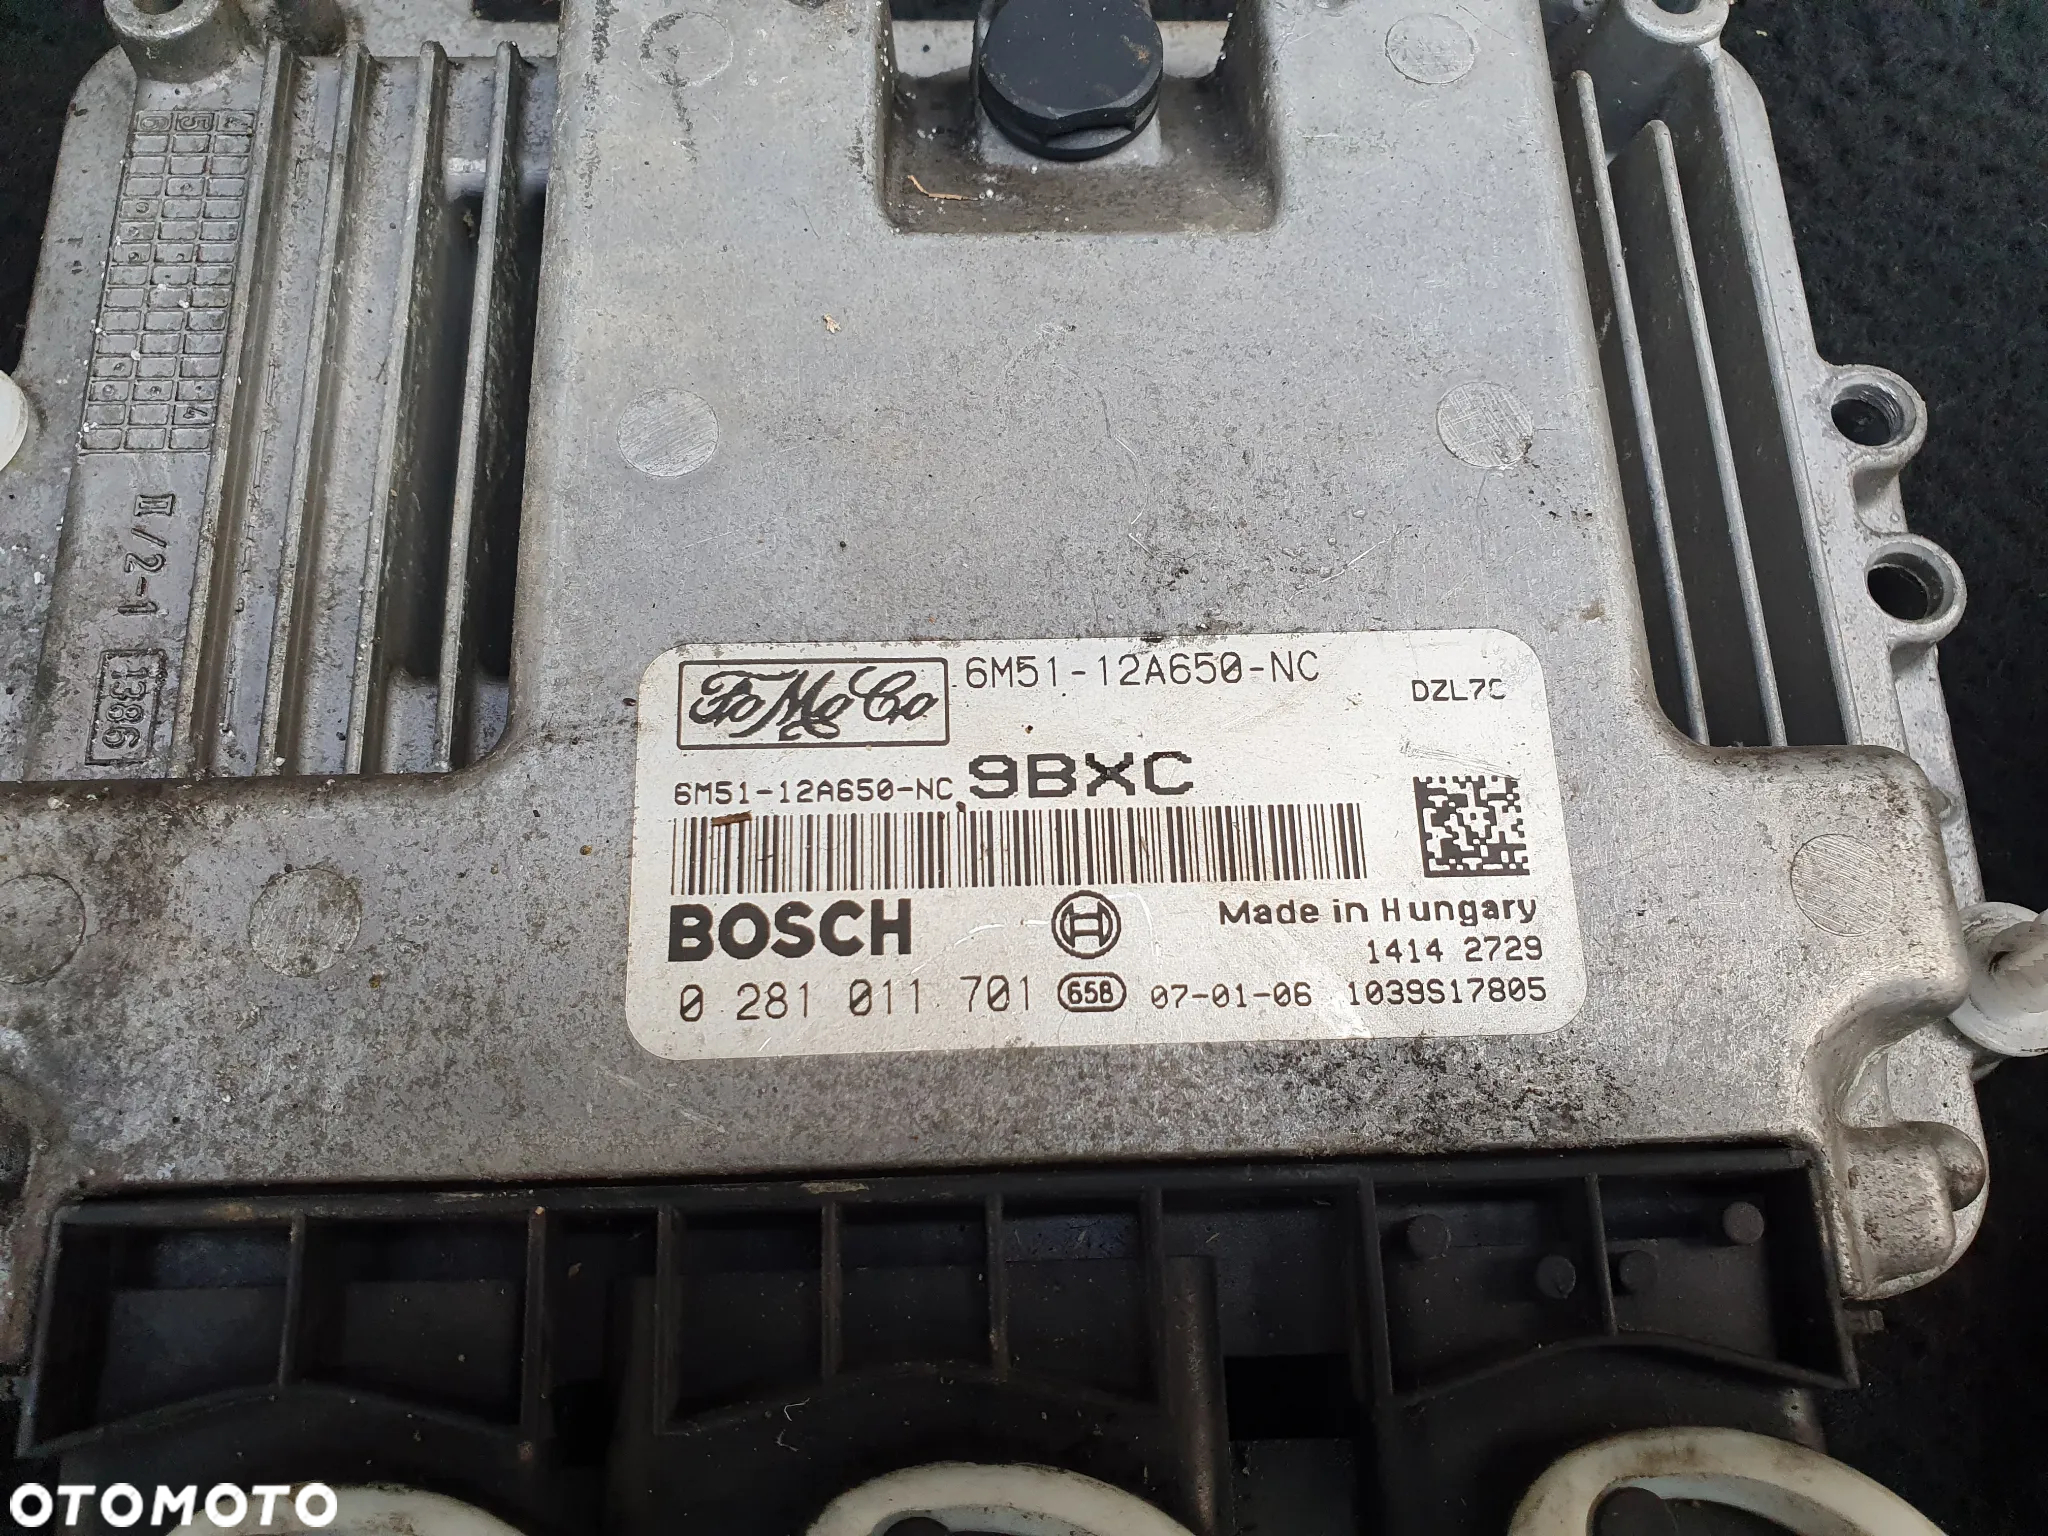 II/2-1
1386
FoMoCo
6M51-12A650-NC
DZL7C
6M51-12A650-NC 9BXC
BOSCH
Made in Hungary
1414 2729
0 281 011 701 658 07-01-06 1039S17805
OTOMOTO